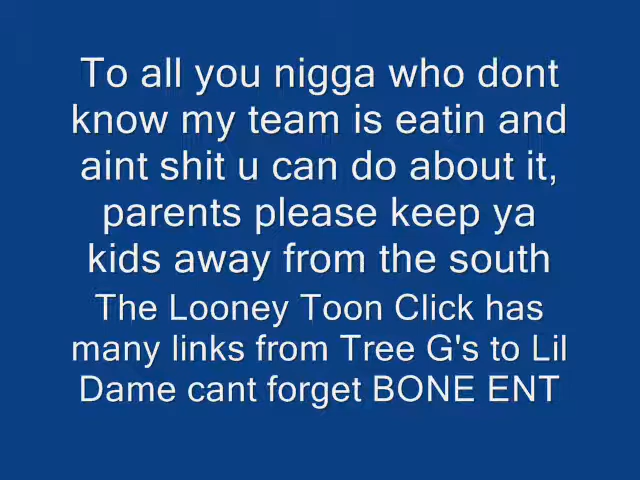 To all you nigga who dont
know my team is eatin and
aint shit u can do about it,
parents please keep ya
kids away from the south
The Looney Toon Click has
many links from Tree G's to Lil
Dame cant forget BONE ENT